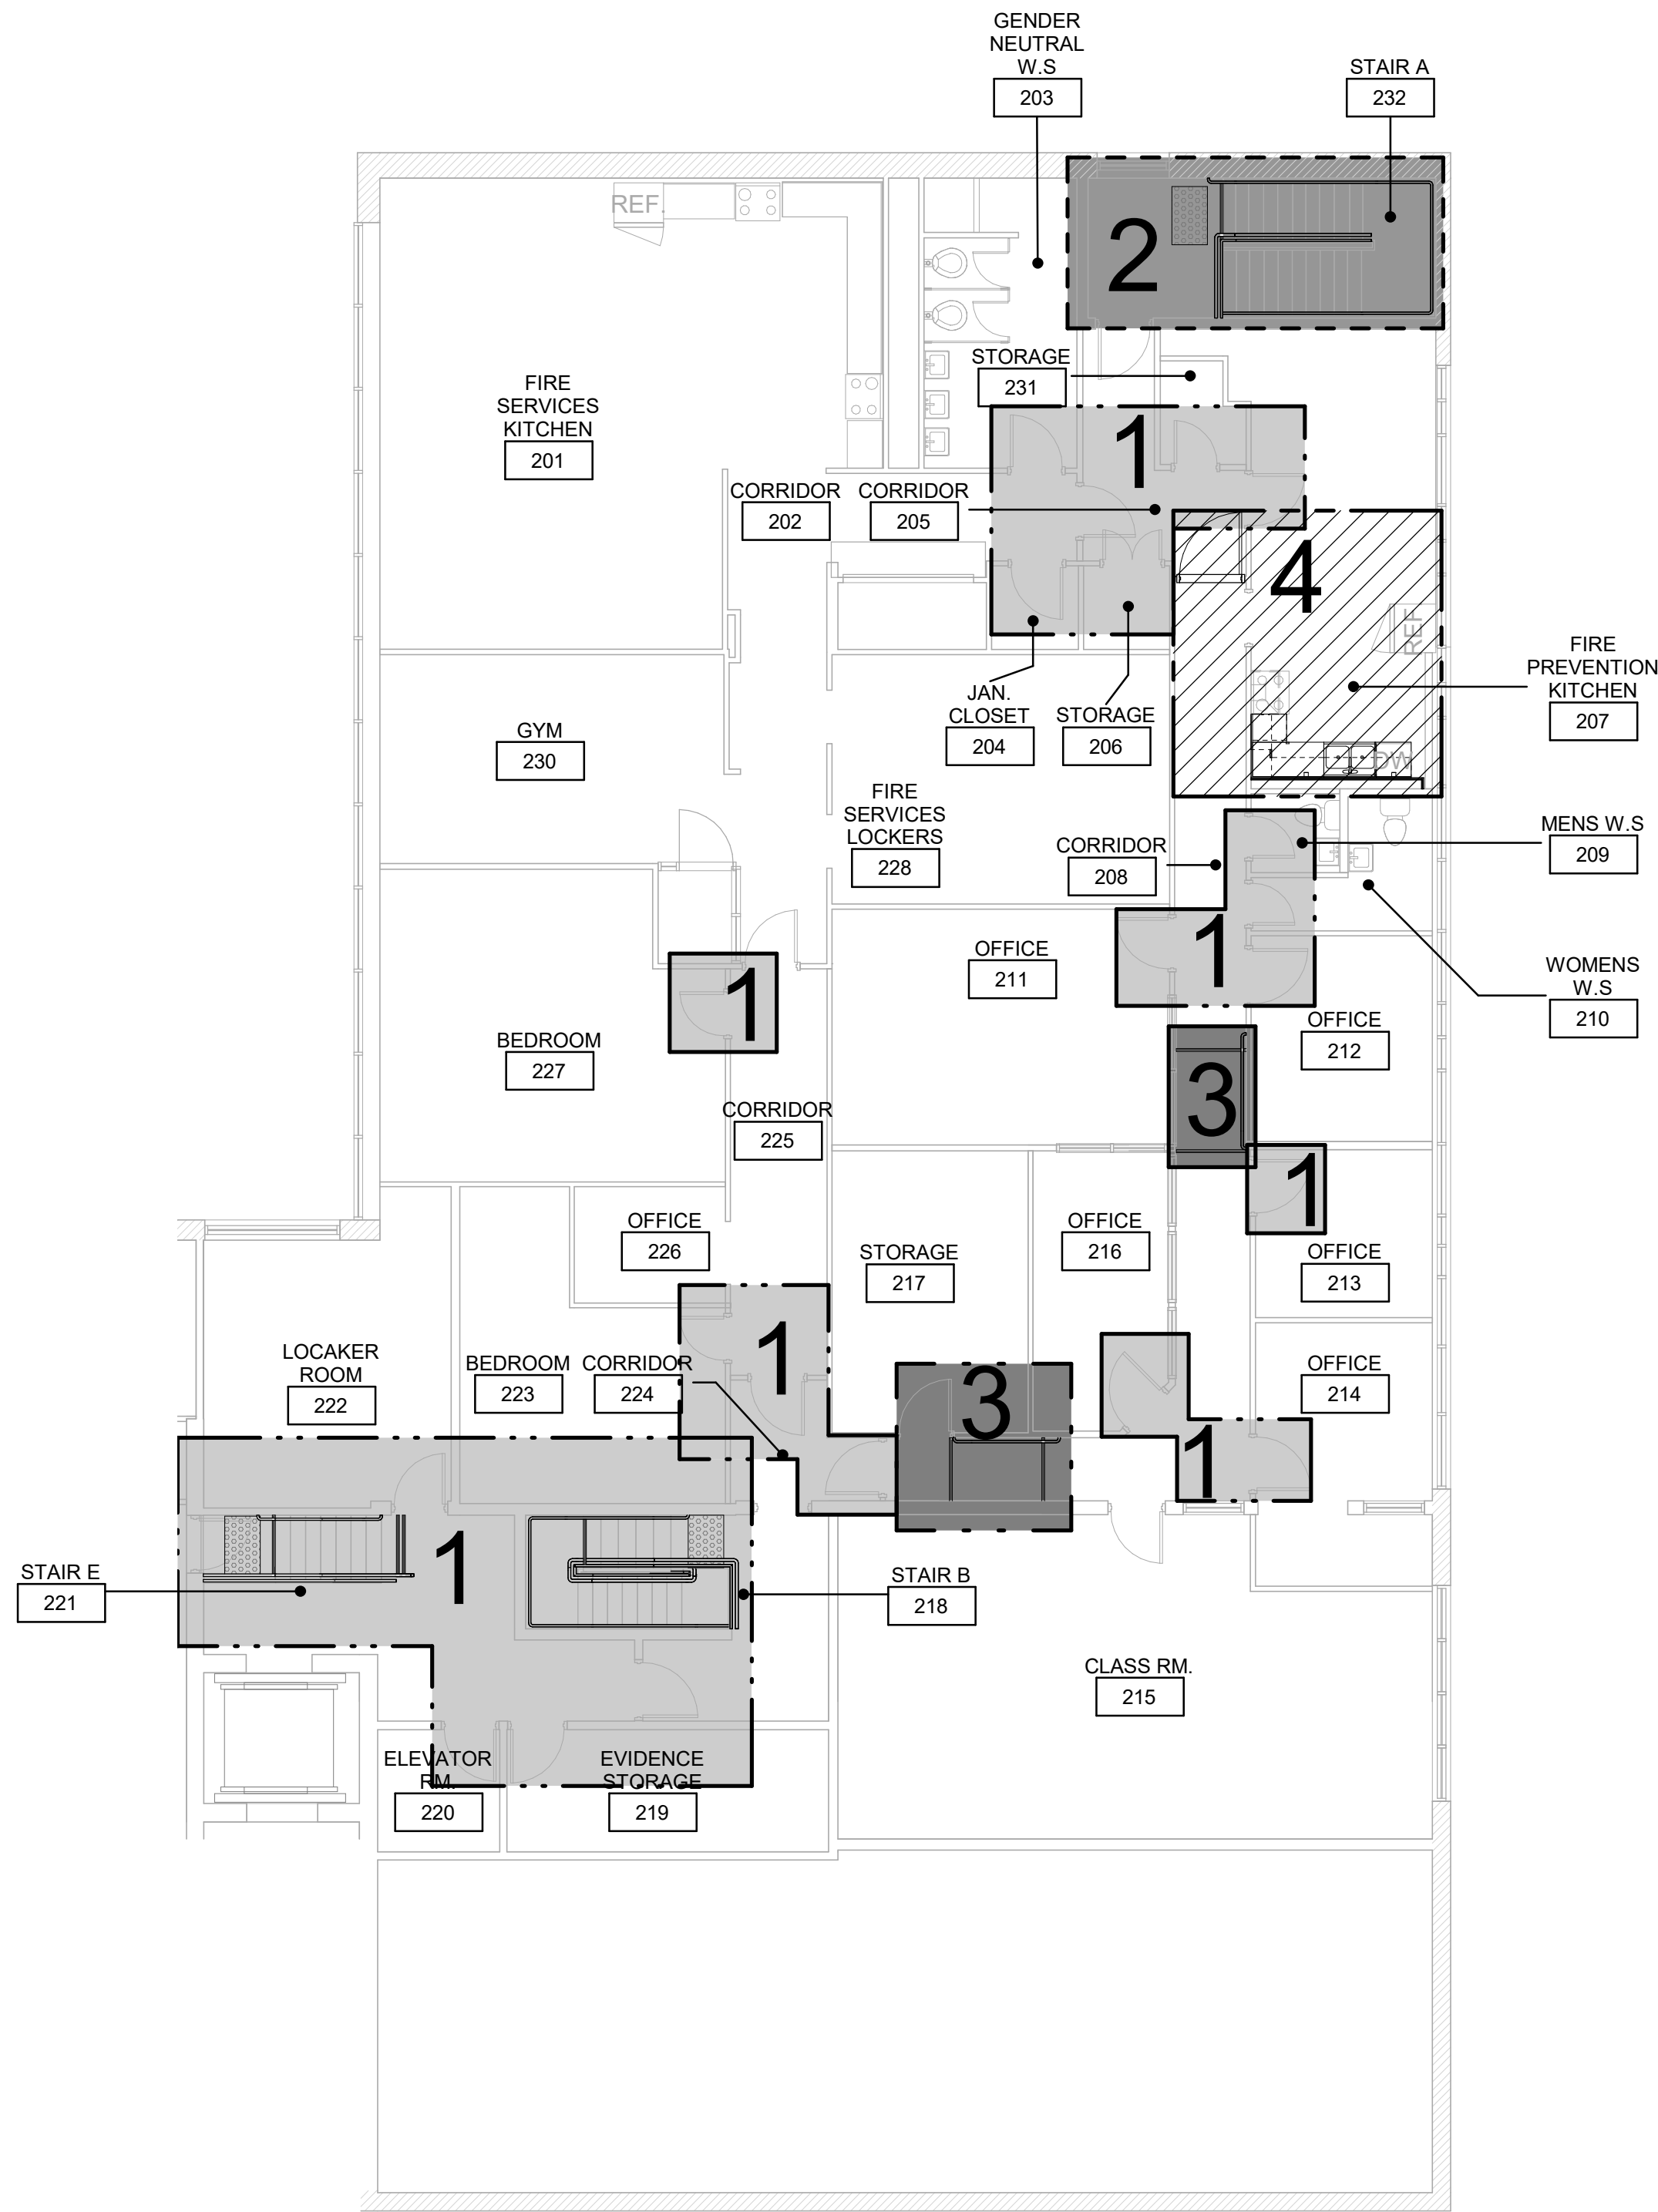 GENDER
NEUTRAL
W.S
203
STAIR A
232
2
REF.
STORAGE
231
FIRE
SERVICES
KITCHEN
201
1
CORRIDOR
202
CORRIDOR
205
4
REF
FIRE
PREVENTION
KITCHEN
207
JAN.
CLOSET
204
STORAGE
206
GYM
230
DW
FIRE
SERVICES
LOCKERS
228
CORRIDOR
208
MENS W.S
209
1
OFFICE
211
WOMENS
W.S
210
1
BEDROOM
227
OFFICE
212
3
CORRIDOR
225
1
OFFICE
226
STORAGE
217
OFFICE
216
OFFICE
213
LOCAKER
ROOM
222
BEDROOM
223
CORRIDOR
224
1
3
OFFICE
214
1
1
STAIR E
221
STAIR B
218
CLASS RM.
215
ELEVATOR
RM.
220
EVIDENCE
STORAGE
219